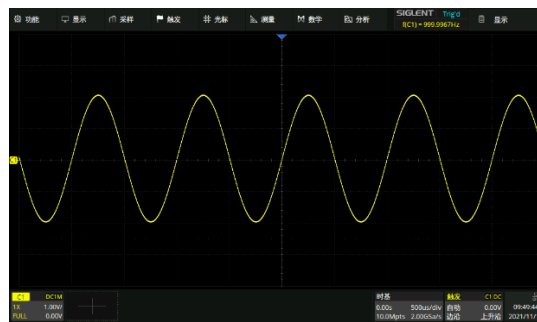 功能 显示 采样 触发 光标 测量 数学 分析 SIGLENT Trig'd 显示
f(C1) = 999.9967Hz
C1
C1 DC1M
1X 1.00V/
FULL 0.00V
时基
0.00s 500us/div
10.0Mpts 2.00GSa/s
触发 C1 DC
自动 0.00V
边沿 上升沿
09:49:44
2021/11/